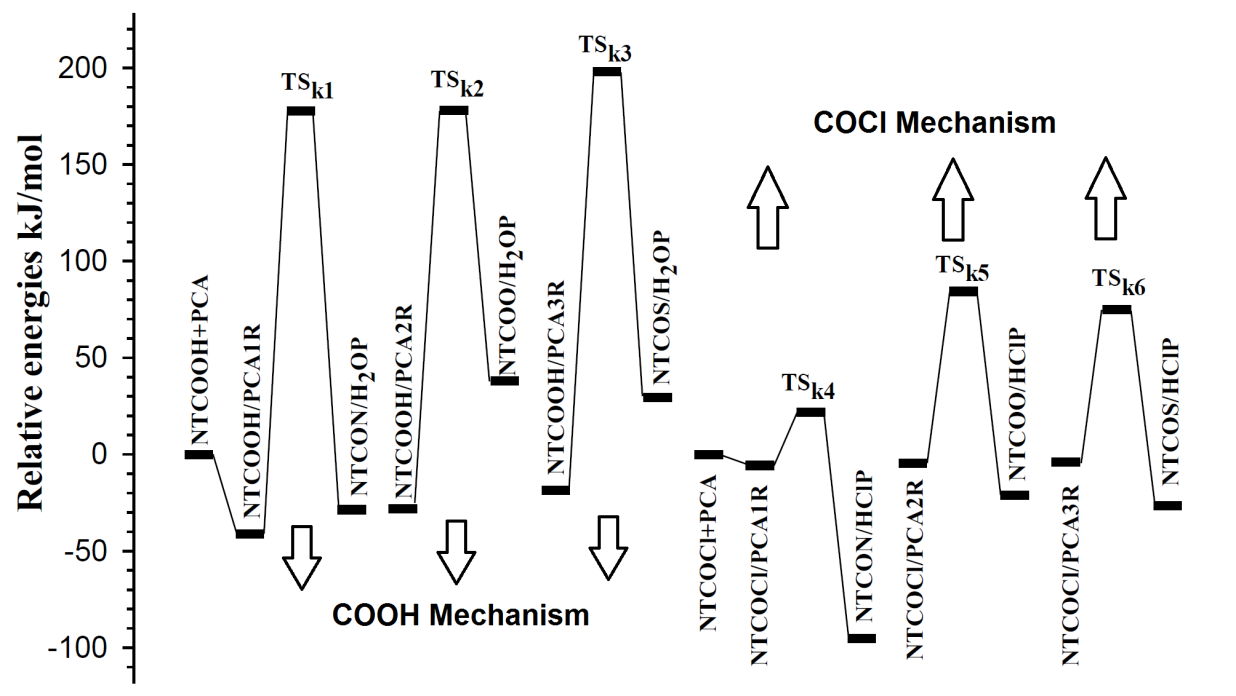 Relative energies kJ/mol
200
150
100
50
0
-50
-100
NTCOOH+PCA
NTCOOH/PCA1R
TSk1
NTCON/H2OP
NTCOOH/PCA2R
TSk2
NTCOO/H2OP
NTCOOH/PCA3R
TSk3
NTCOS/H2OP
COOH Mechanism
COCl Mechanism
NTCOCl+PCA
NTCOCl/PCA1R
TSk4
NTCON/HClP
NTCOCl/PCA2R
TSk5
NTCOO/HClP
NTCOCl/PCA3R
TSk6
NTCOS/HClP